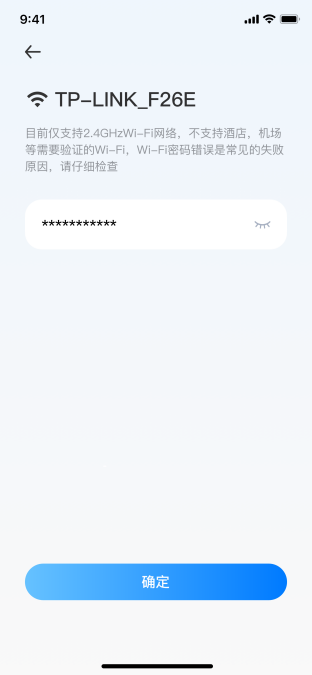 9:41
TP-LINK_F26E
目前仅支持2.4GHzWi-Fi网络，不支持酒店，机场
等需要验证的Wi-Fi，Wi-Fi密码错误是常见的失败
原因，请仔细检查
***********
确定